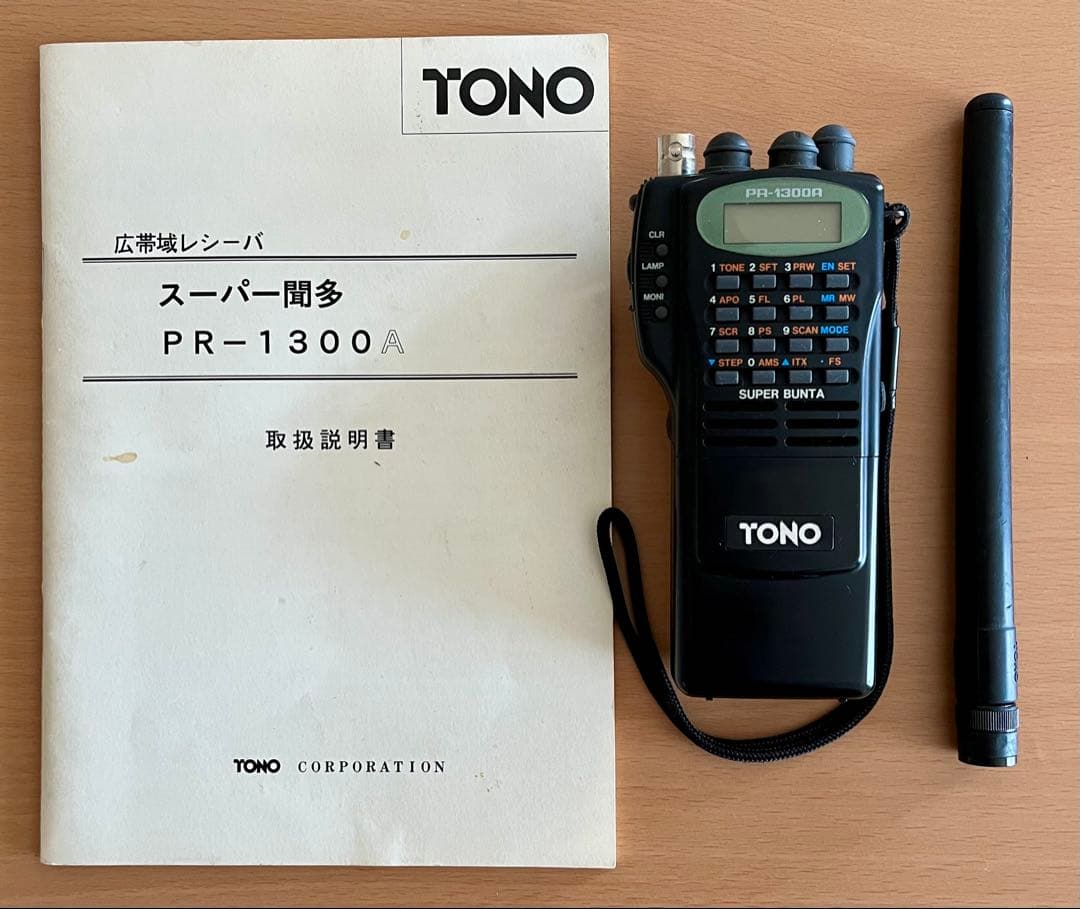 TONO
広帯域レシーバ
スーパー聞多
PR－1300A
取扱説明書
TONO CORPORATION
PR-1300A
CLR
LAMP
MONI
1 TONE 2 SFT 3 PRW EN SET
4 APO 5 FL 6 PL MR MW
7 SCR 8 PS 9 SCAN MODE
▼ STEP 0 AMS ▲ ITX · FS
SUPER BUNTA
TONO
TONO